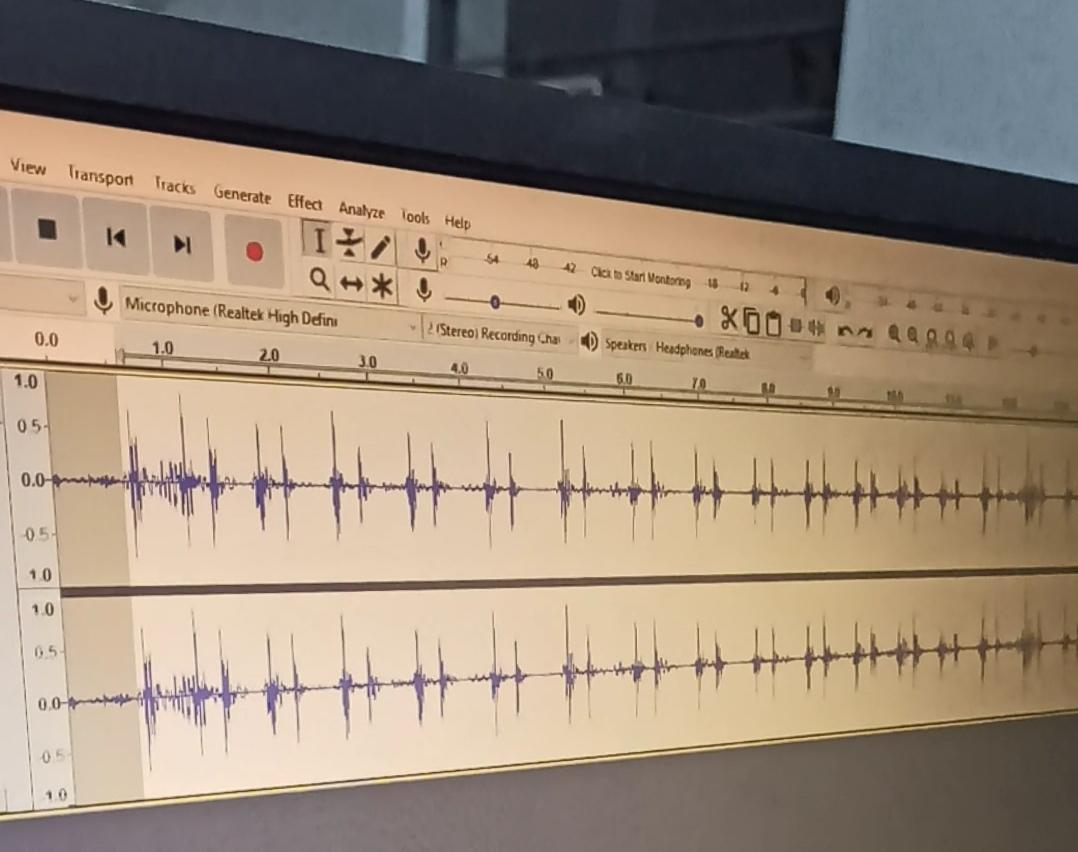 View Transport Tracks Generate Effect Analyze Tools Help
R -54 -48 -42 Click to Start Monitoring -18 -12
Microphone (Realtek High Defini 2 (Stereo) Recording Cha Speakers Headphones (Realtek
0.0 1.0 2.0 3.0 4.0 5.0 6.0 7.0 8.0 9.0 10.0
1.0
0.5-
0.0-
-0.5-
1.0
1.0
0.5-
0.0-
-0.5-
-1.0